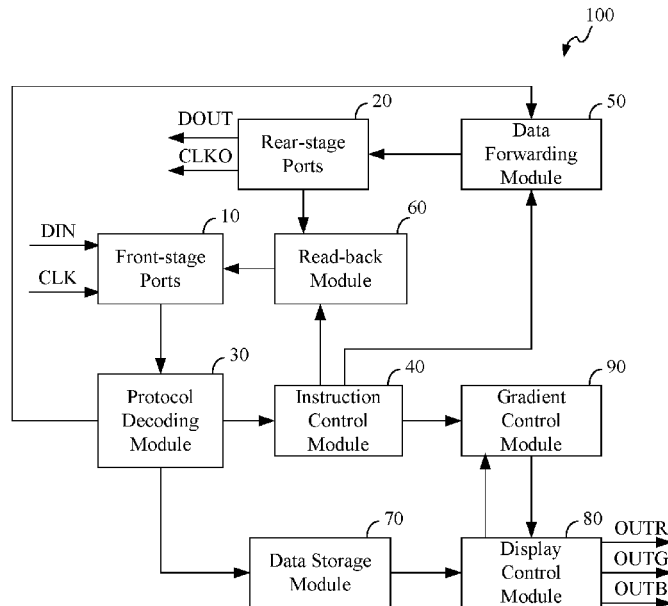 100
20
50
DOUT
CLKO
Rear-stage
Ports
Data
Forwarding
Module
10
60
DIN
CLK
Front-stage
Ports
Read-back
Module
30
40
90
Protocol
Decoding
Module
Instruction
Control
Module
Gradient
Control
Module
70
80
Data Storage
Module
Display
Control
Module
OUTR
OUTG
OUTB